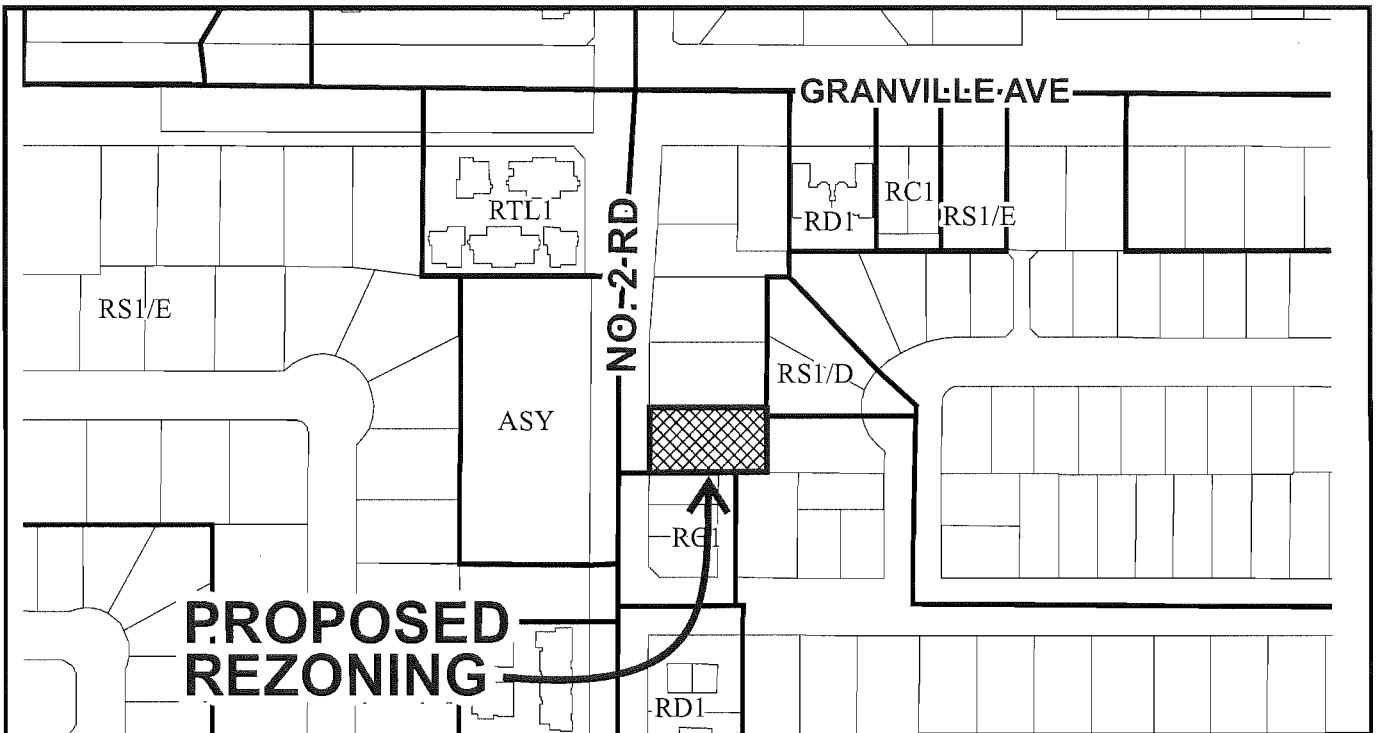 GRANVILLE AVE
RC1
RTL1
RD1
RS1/E
NO. 2 RD
RS1/E
RS1/D
ASY
RC1
PROPOSED
REZONING
RD1